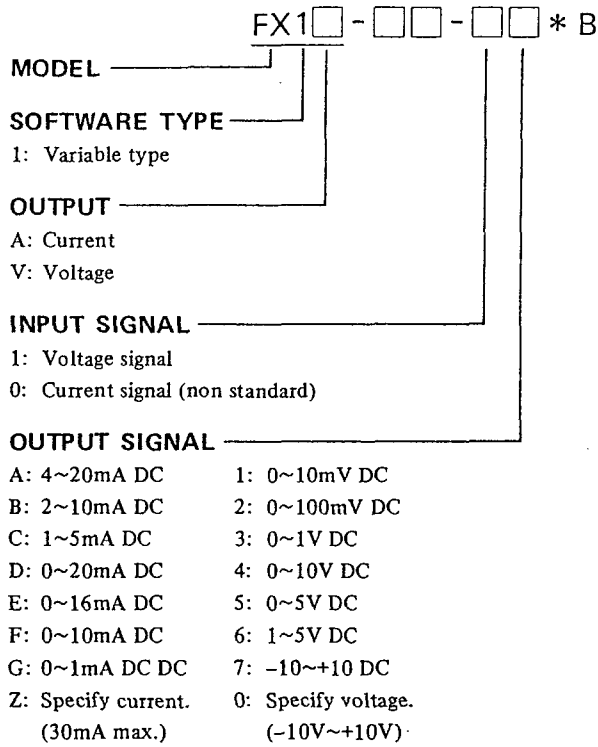 FX1□-□□-□□*B
MODEL
SOFTWARE TYPE
1: Variable type
OUTPUT
A: Current
V: Voltage
INPUT SIGNAL
1: Voltage signal
0: Current signal (non standard)
OUTPUT SIGNAL
A: 4~20mA DC 1: 0~10mV DC
B: 2~10mA DC 2: 0~100mV DC
C: 1~5mA DC 3: 0~1V DC
D: 0~20mA DC 4: 0~10V DC
E: 0~16mA DC 5: 0~5V DC
F: 0~10mA DC 6: 1~5V DC
G: 0~1mA DC DC 7: –10~+10 DC
Z: Specify current. 0: Specify voltage.
(30mA max.) (–10V~+10V)